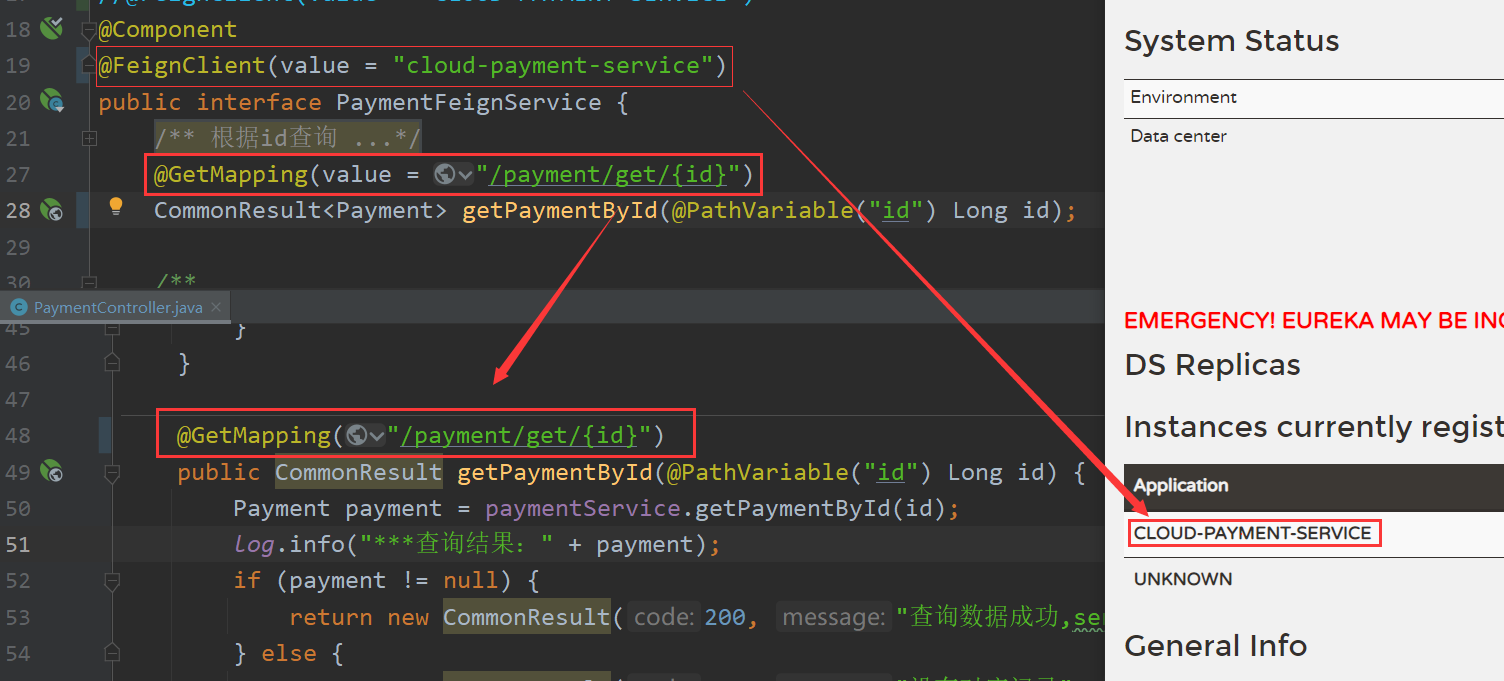 18 @Component
19 @FeignClient(value = "cloud-payment-service")
20 public interface PaymentFeignService {
21 /** 根据id查询 ...*/
27 @GetMapping(value = "/payment/get/{id}")
28 CommonResult<Payment> getPaymentById(@PathVariable("id") Long id);
29
30 /**
PaymentController.java
45 }
46 }
47
48 @GetMapping("/payment/get/{id}")
49 public CommonResult getPaymentById(@PathVariable("id") Long id) {
50 Payment payment = paymentService.getPaymentById(id);
51 log.info("***查询结果：" + payment);
52 if (payment != null) {
53 return new CommonResult( code: 200, message: "查询数据成功,ser
54 } else {
System Status
Environment
Data center
EMERGENCY! EUREKA MAY BE INC
DS Replicas
Instances currently regist
Application
CLOUD-PAYMENT-SERVICE
UNKNOWN
General Info